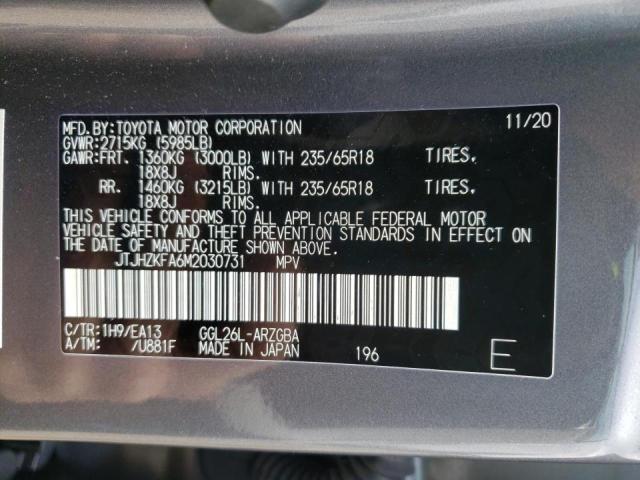 MFD.BY:TOYOTA MOTOR CORPORATION 11/20
GVWR:2715KG (5985LB)
GAWR:FRT. 1360KG (3000LB) WITH 235/65R18 TIRES.
18X8J RIMS.
RR. 1460KG (3215LB) WITH 235/65R18 TIRES.
18X8J RIMS.
THIS VEHICLE CONFORMS TO ALL APPLICABLE FEDERAL MOTOR
VEHICLE SAFETY AND THEFT PREVENTION STANDARDS IN EFFECT ON
THE DATE OF MANUFACTURE SHOWN ABOVE.
JTJHZKFA6M2030731 MPV
C/TR:1H9/EA13 GGL26L-ARZGBA
A/TM: /U881F MADE IN JAPAN 196 E